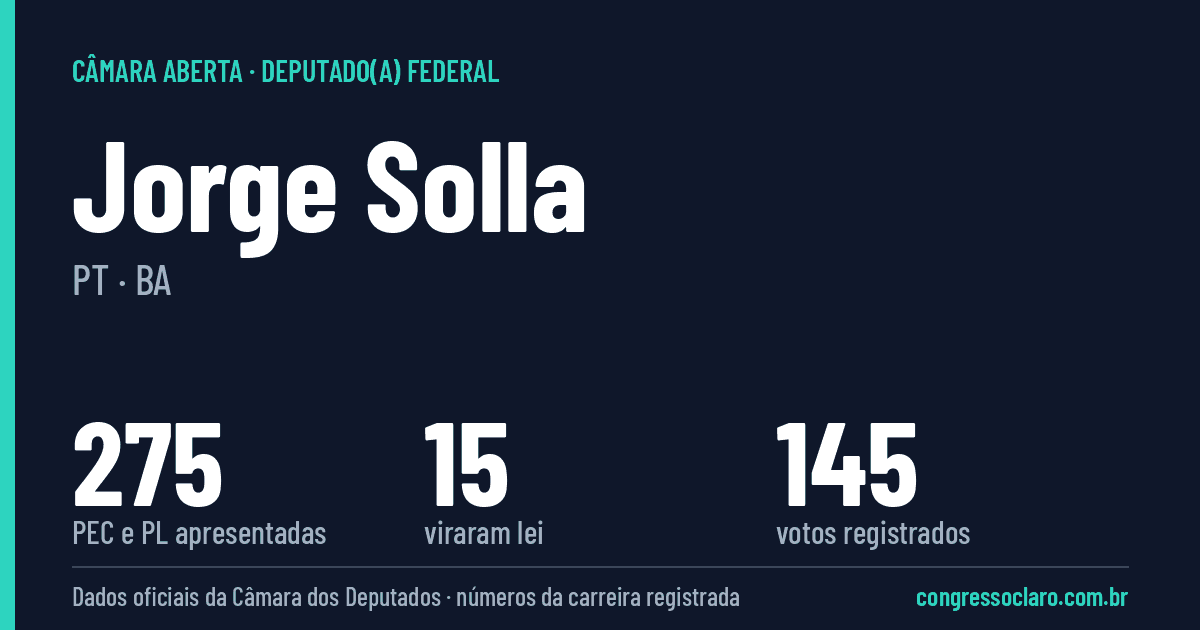 CÂMARA ABERTA · DEPUTADO(A) FEDERAL
Jorge Solla
PT · BA
275 15 145
PEC e PL apresentadas viraram lei votos registrados
Dados oficiais da Câmara dos Deputados · números da carreira registrada congressoclaro.com.br